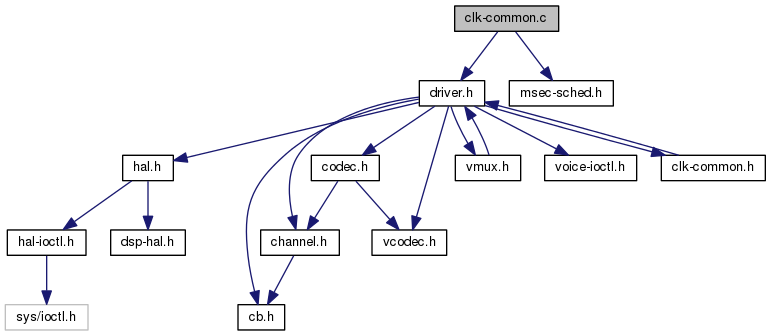 clk-common.c
driver.h
msec-sched.h
hal.h
codec.h
vmux.h
voice-ioctl.h
clk-common.h
hal-ioctl.h
dsp-hal.h
channel.h
vcodec.h
sys/ioctl.h
cb.h